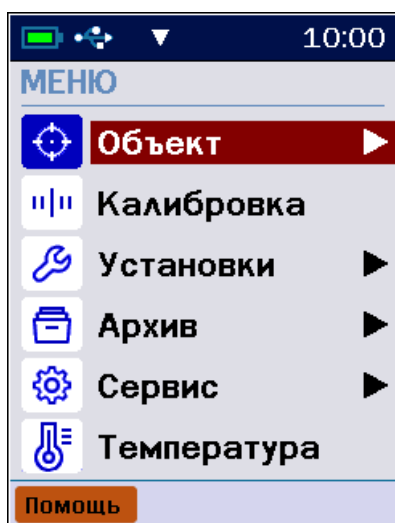 10:00
МЕНЮ
Объект
Калибровка
Установки
Архив
Сервис
Температура
Помощь